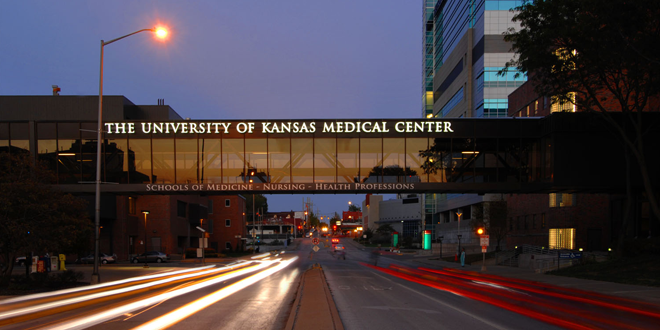 THE UNIVERSITY OF KANSAS MEDICAL CENTER
SCHOOLS OF MEDICINE - NURSING - HEALTH PROFESSIONS